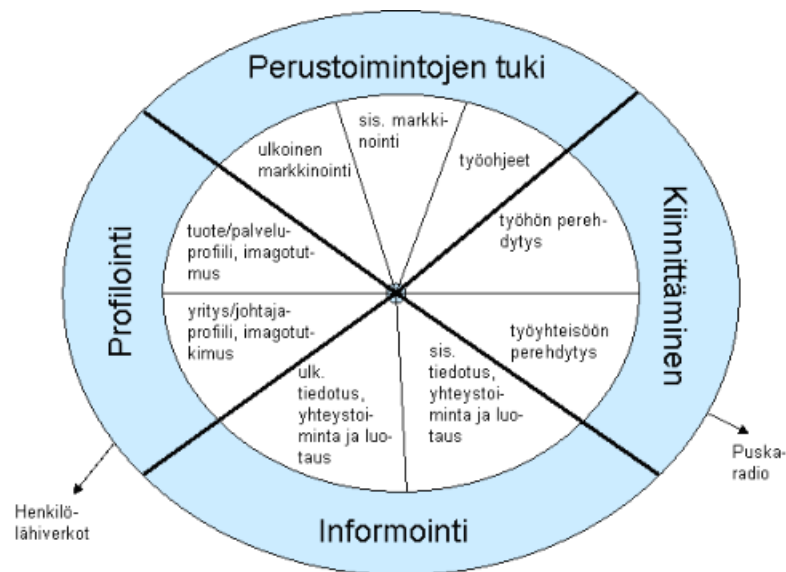 Perustoimintojen tuki
sis. markki-
nointi
ulkoinen
markkinointi
työohjeet
Kiinnittäminen
työhön pereh-
dytys
tuote/palvelu-
profiili, imagotut-
mus
Profilointi
yritys/johtaja-
profiili, imagotut-
kimus
työyhteisöön
perehdytys
sis.
tiedotus,
yhteystoi-
minta ja luo-
taus
ulk.
tiedotus,
yhteystoi-
minta ja luo-
taus
Puska-
radio
Henkilö-
lähiverkot
Informointi